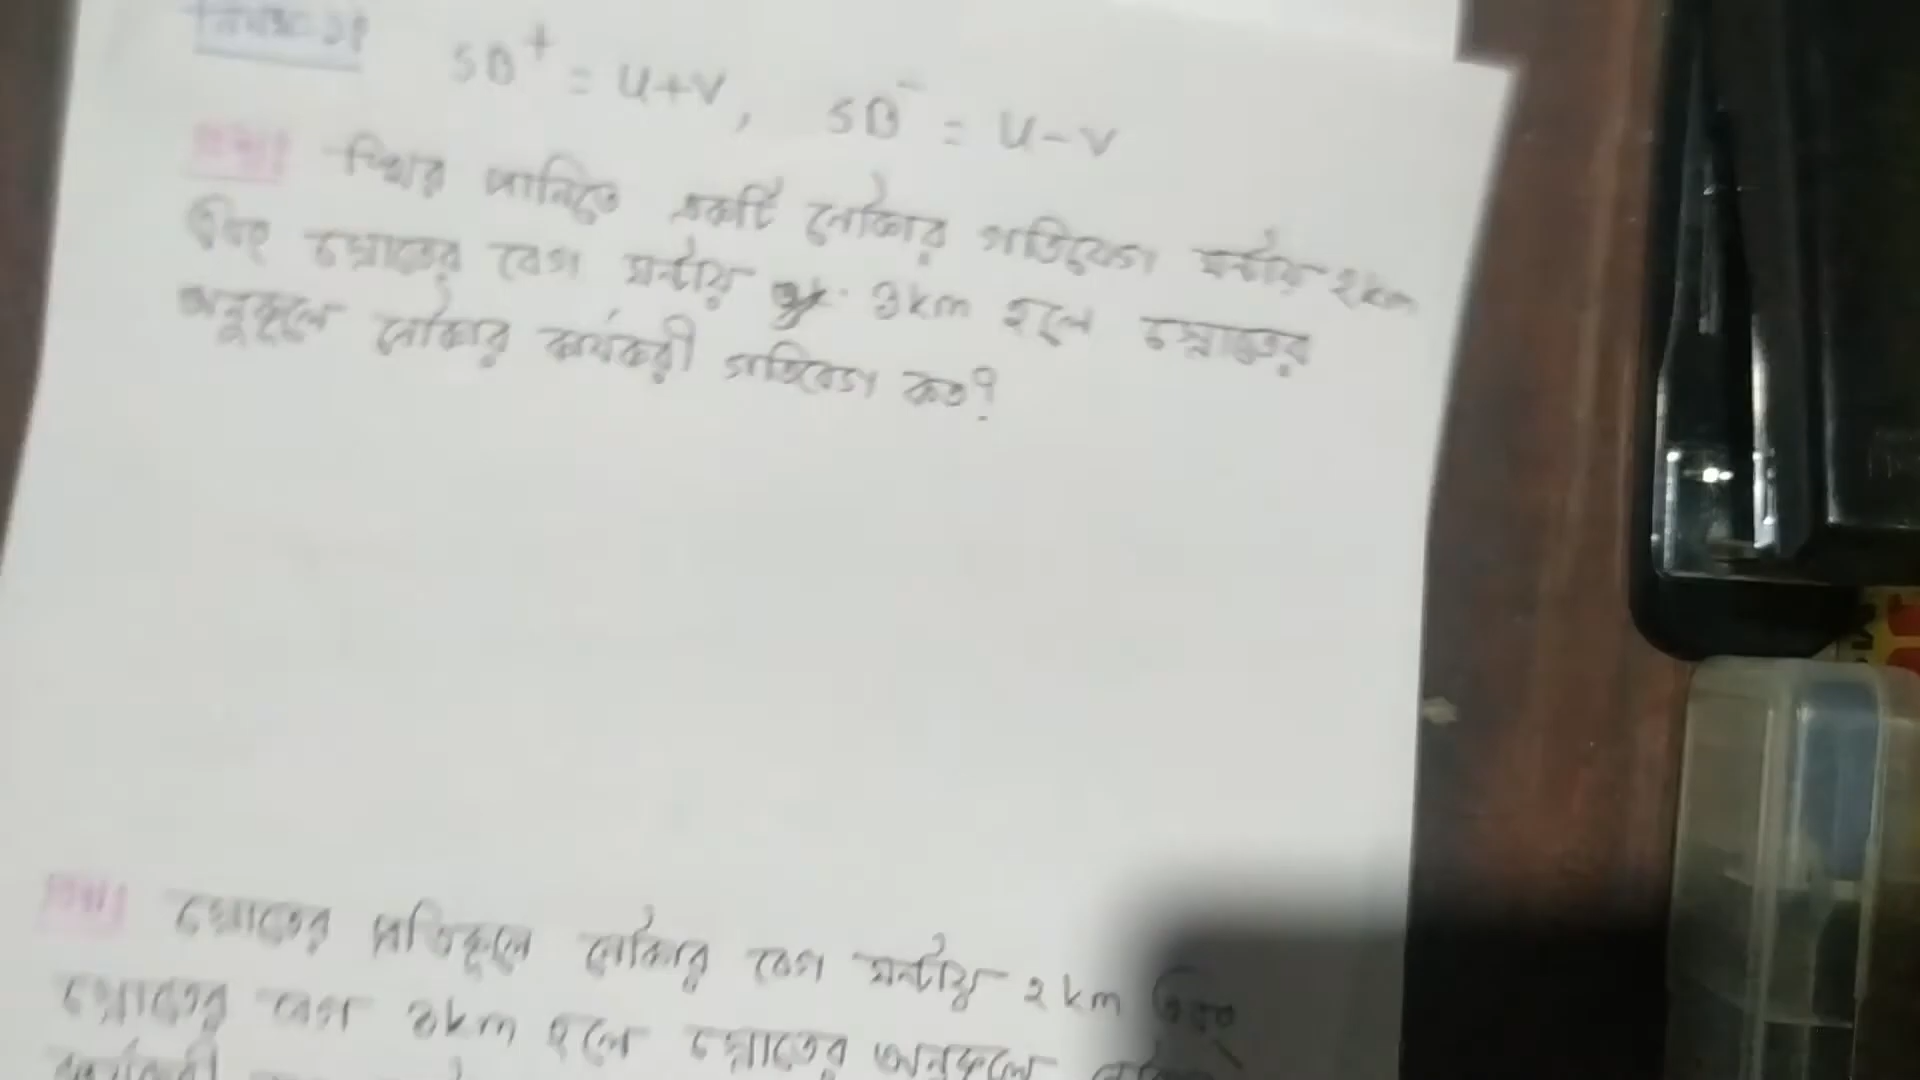 SB⁺ = u+v, SB⁻ = u-v
স্থির পানিতে একটি নৌকার গতিবেগ ঘন্টায় ২km
এবং স্রোতের বেগ ঘন্টায় 3km হলে স্রোতের
অনুকূলে নৌকার কার্যকরী গতিবেগ কত?
স্রোতের প্রতিকূলে নৌকার বেগ ঘন্টায় ২km এবং
স্রোতের বেগ 3km হলে স্রোতের অনুকূলে